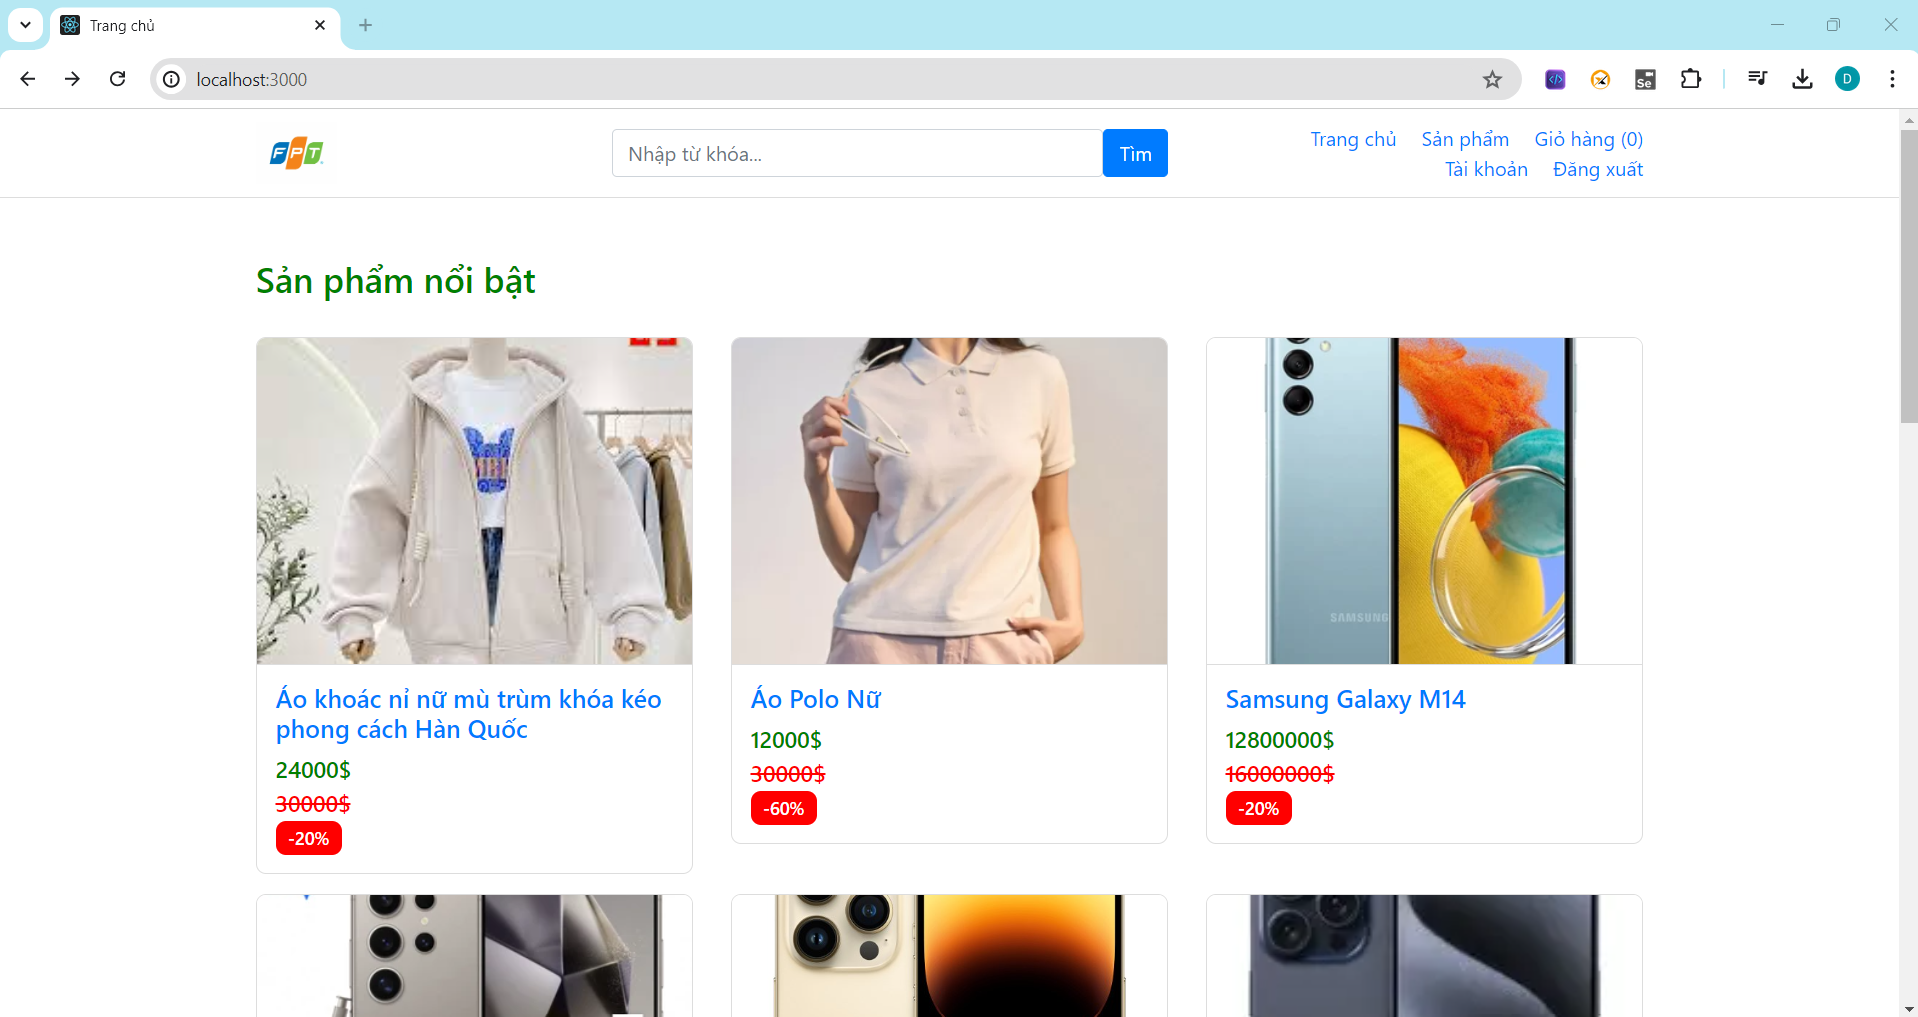 Trang chủ
localhost:3000
Se
D
FPT
Nhập từ khóa...
Tìm
Trang chủ Sản phẩm Giỏ hàng (0)
Tài khoản Đăng xuất
Sản phẩm nổi bật
SAMSUNG
Áo khoác nỉ nữ mù trùm khóa kéo
phong cách Hàn Quốc
24000$
30000$
-20%
Áo Polo Nữ
12000$
30000$
-60%
Samsung Galaxy M14
12800000$
16000000$
-20%